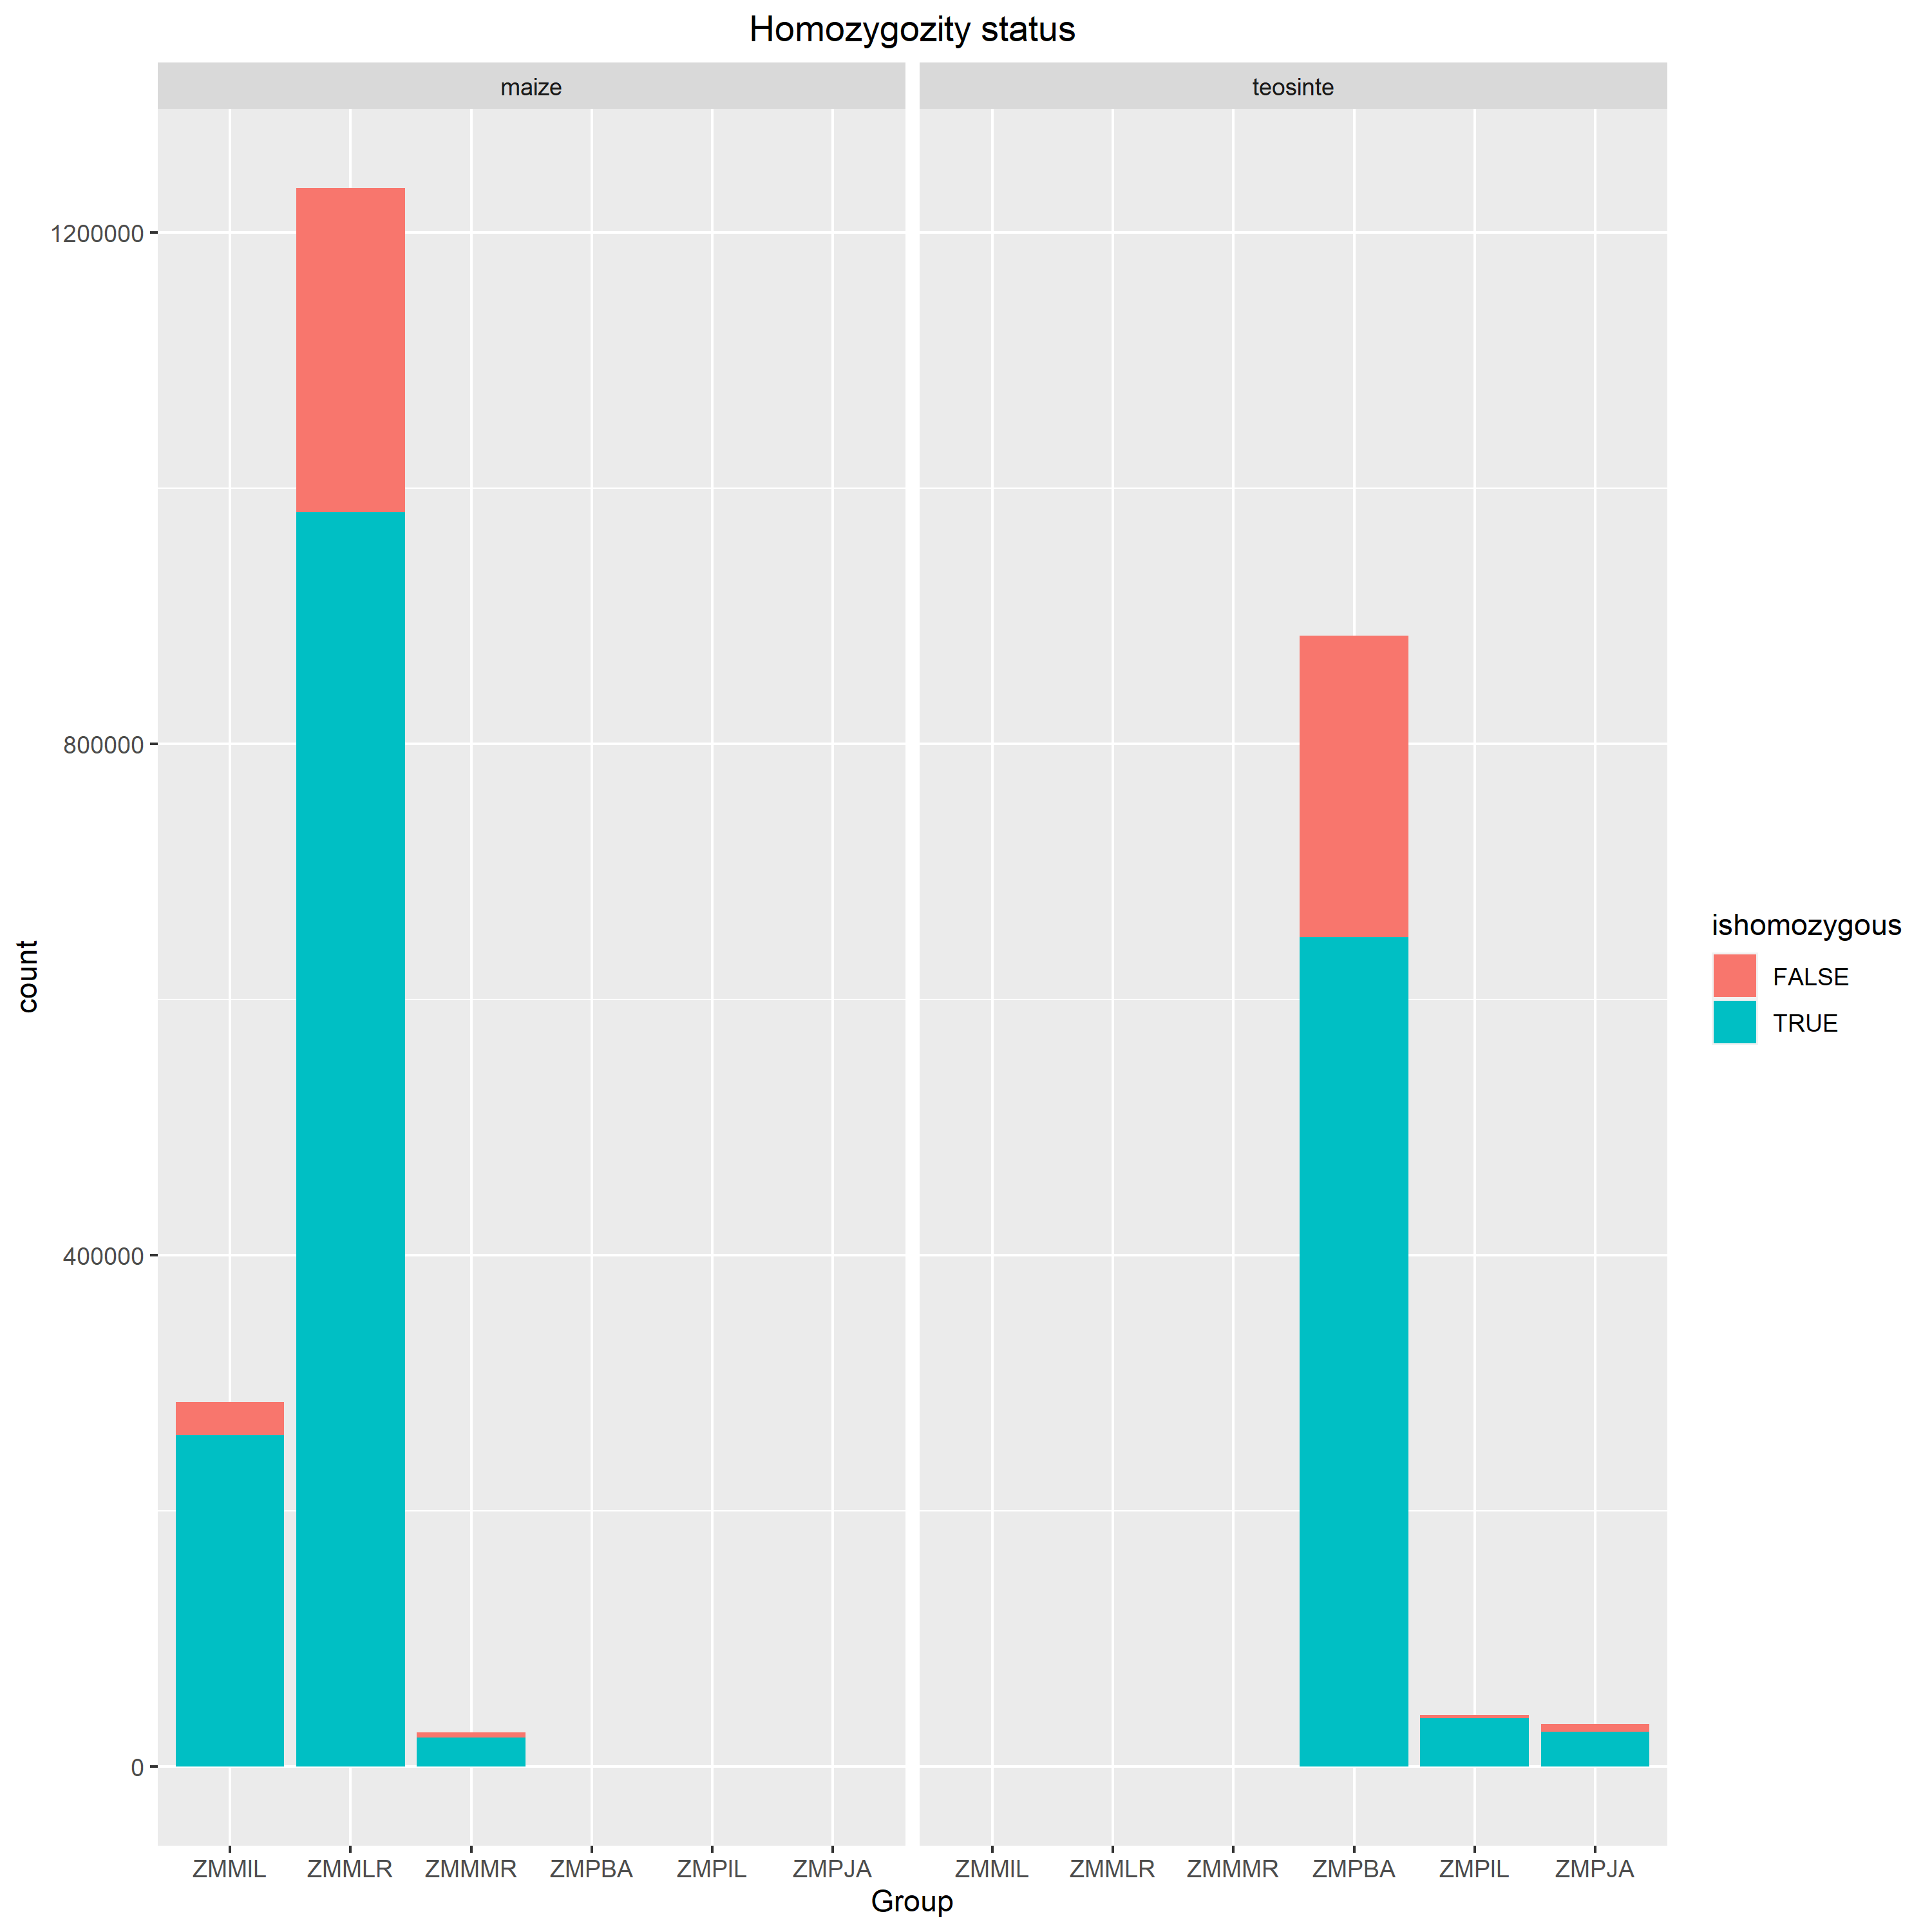 Homozygozity status
maize
teosinte
1200000
800000
400000
0
count
ZMMIL ZMMLR ZMMMR ZMPBA ZMPIL ZMPJA
ZMMIL ZMMLR ZMMMR ZMPBA ZMPIL ZMPJA
Group
ishomozygous
FALSE
TRUE